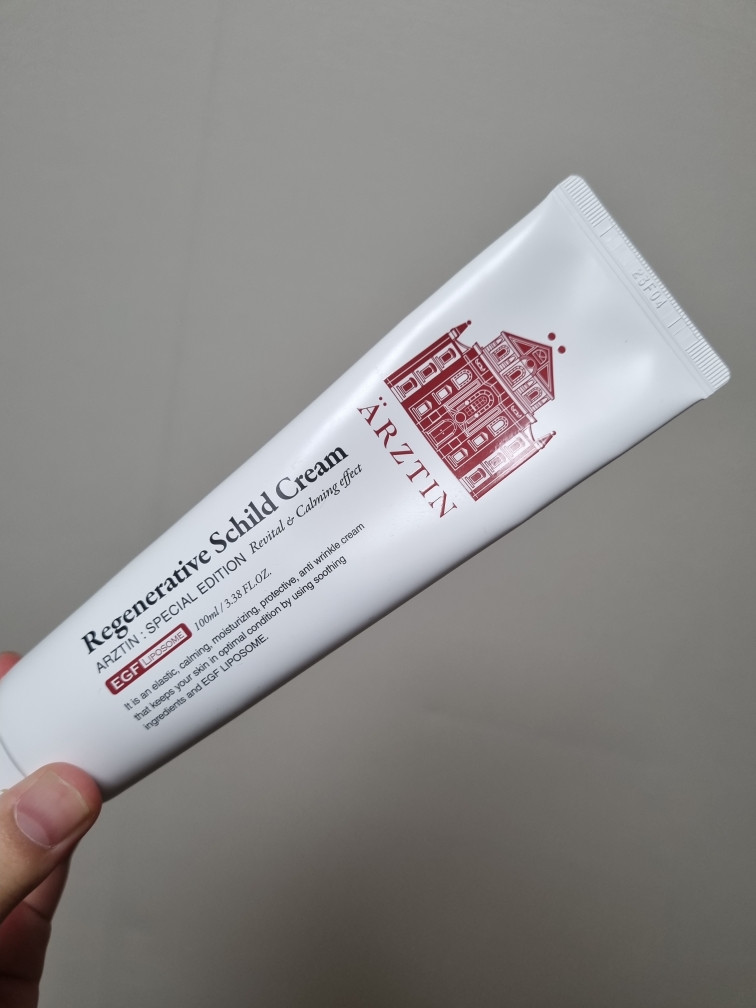 23F04
ÄRZTIN
Regenerative Schild Cream
ARZTIN : SPECIAL EDITION Revital & Calming effect
EGF LIPOSOME 100ml / 3.38 FL.OZ.
It is an elastic, calming, moisturizing, protective, anti wrinkle cream
that keeps your skin in optimal condition by using soothing
ingredients and EGF LIPOSOME.